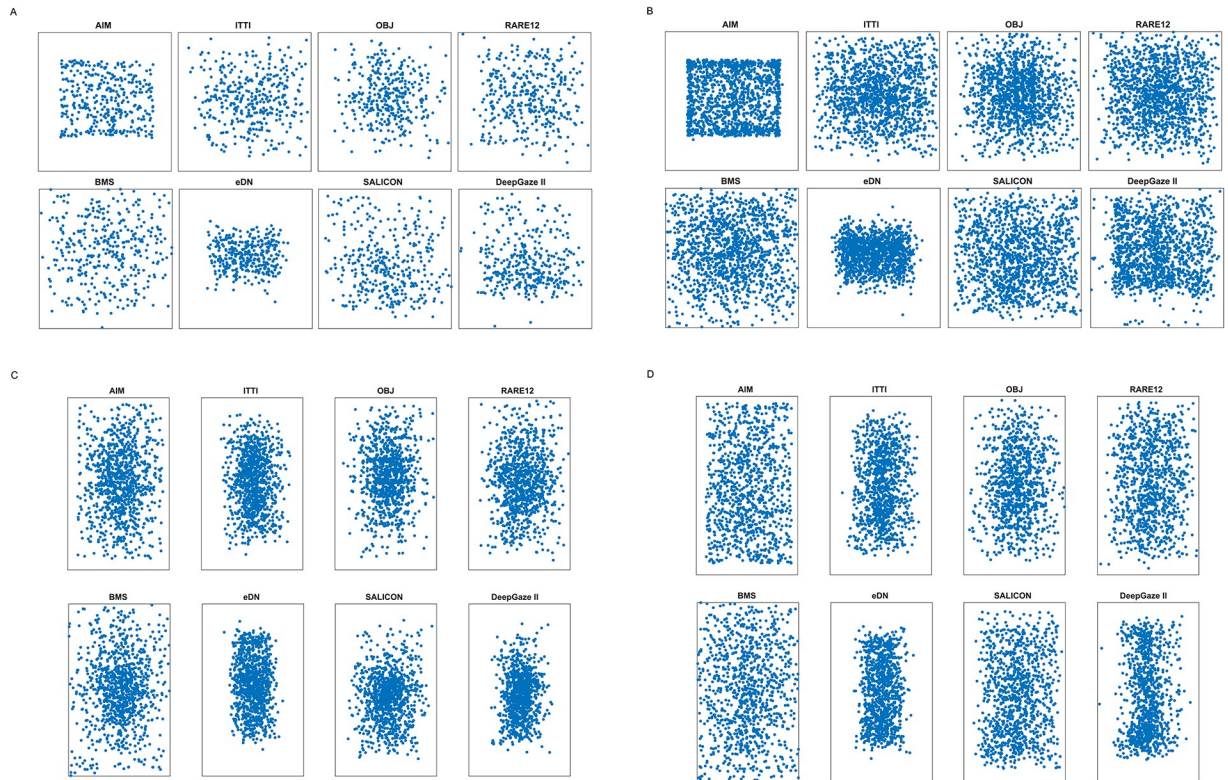 A
AIM ITTI OBJ RARE12
BMS eDN SALICON DeepGaze II
B
AIM ITTI OBJ RARE12
BMS eDN SALICON DeepGaze II
C
AIM ITTI OBJ RARE12
BMS eDN SALICON DeepGaze II
D
AIM ITTI OBJ RARE12
BMS eDN SALICON DeepGaze II